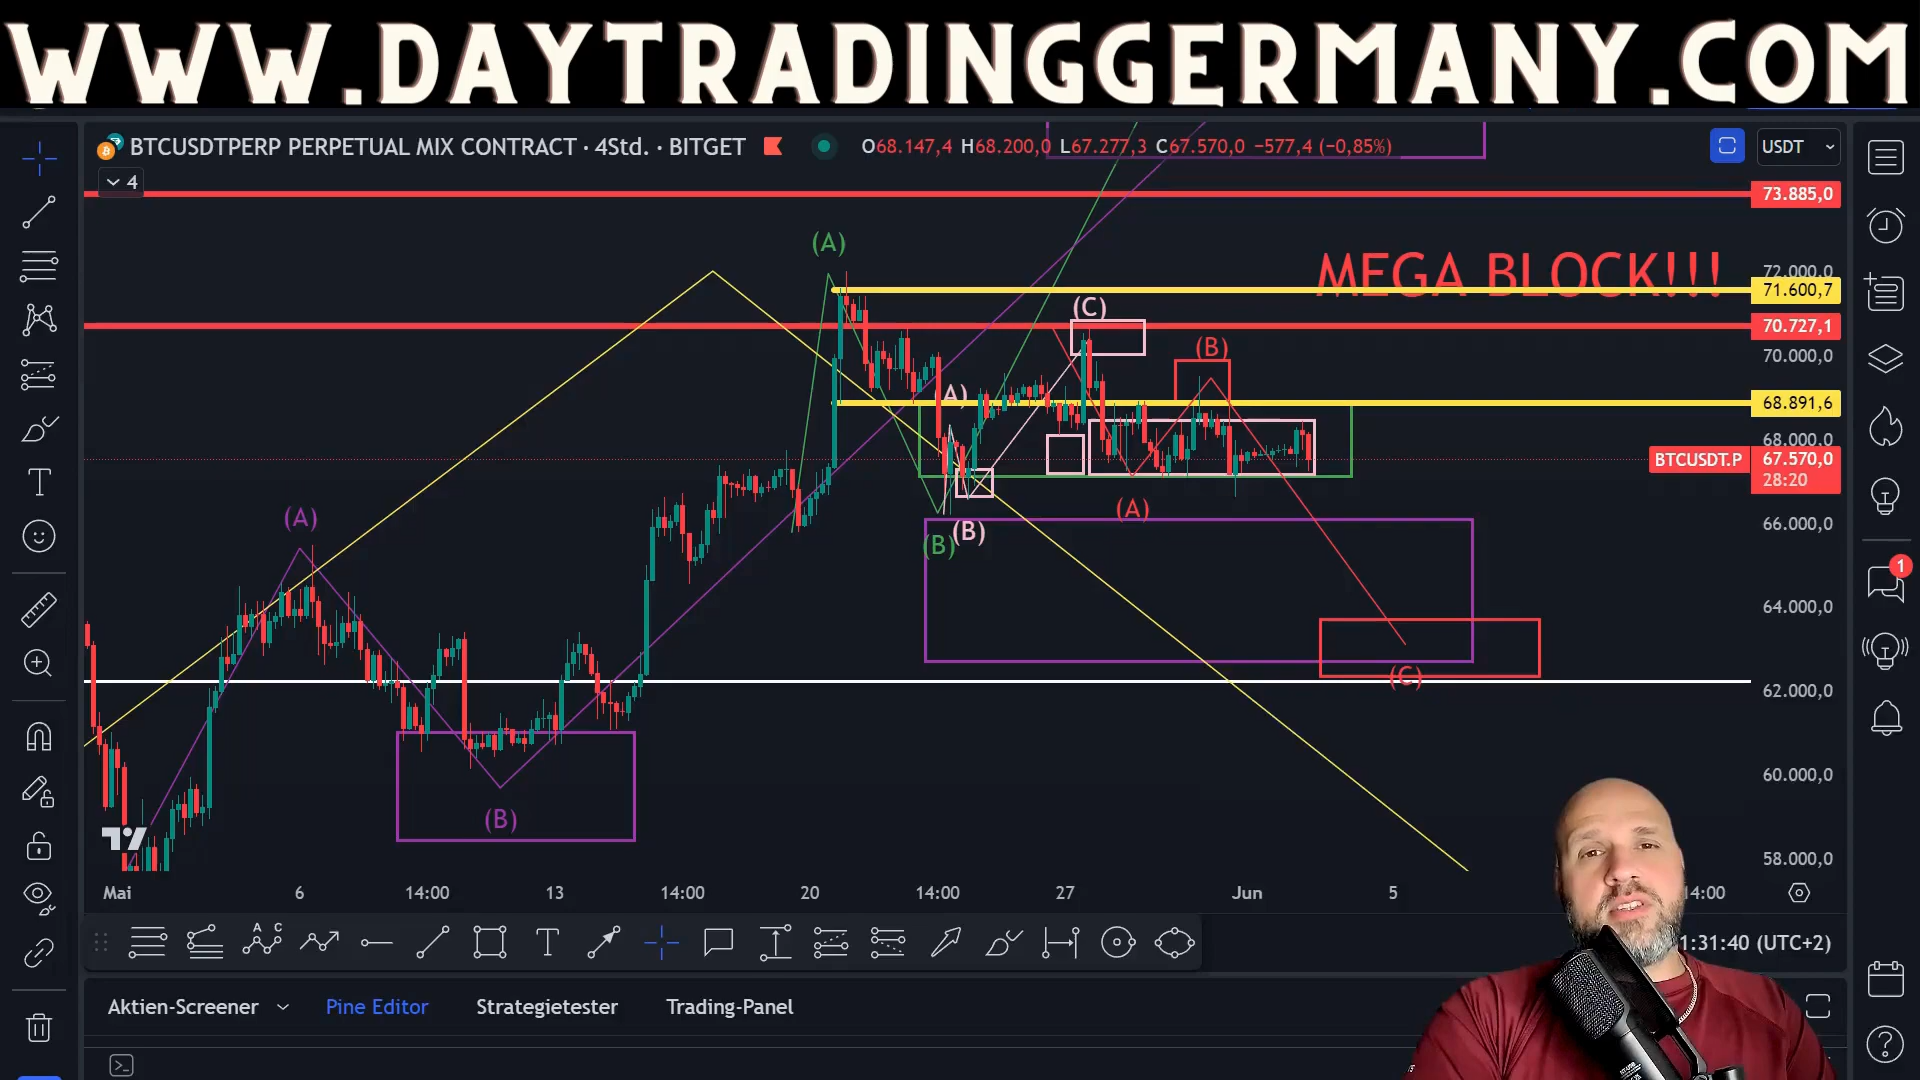 WWW.DAYTRADINGGERMANY.COM
BTCUSDTPERP PERPETUAL MIX CONTRACT · 4Std. · BITGET
O68.147,4 H68.200,0 L67.277,3 C67.570,0 −577,4 (−0,85%)
USDT
4
73.885,0
(A)
MEGA BLOCK!!!
72.000,0
71.600,7
(C)
70.727,1
(B)
70.000,0
A)
68.891,6
68.000,0
BTCUSDT.P
67.570,0
28:20
(A)
(A)
66.000,0
(B)
(B)
64.000,0
(C)
62.000,0
60.000,0
(B)
58.000,0
Mai
6
14:00
13
14:00
20
14:00
27
Jun
5
14:00
1
A C
T
1:31:40 (UTC+2)
Aktien-Screener
Pine Editor
Strategietester
Trading-Panel